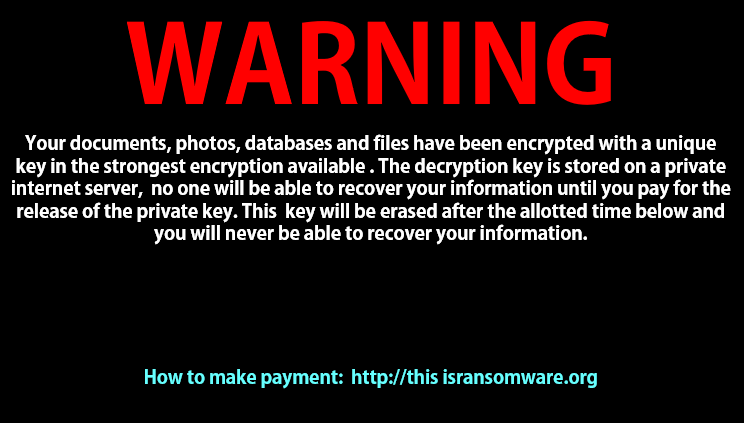 WARNING
Your documents, photos, databases and files have been encrypted with a unique
key in the strongest encryption available . The decryption key is stored on a private
internet server,  no one will be able to recover your information until you pay for the
release of the private key. This  key will be erased after the allotted time below and
you will never be able to recover your information.
How to make payment:  http://this isransomware.org